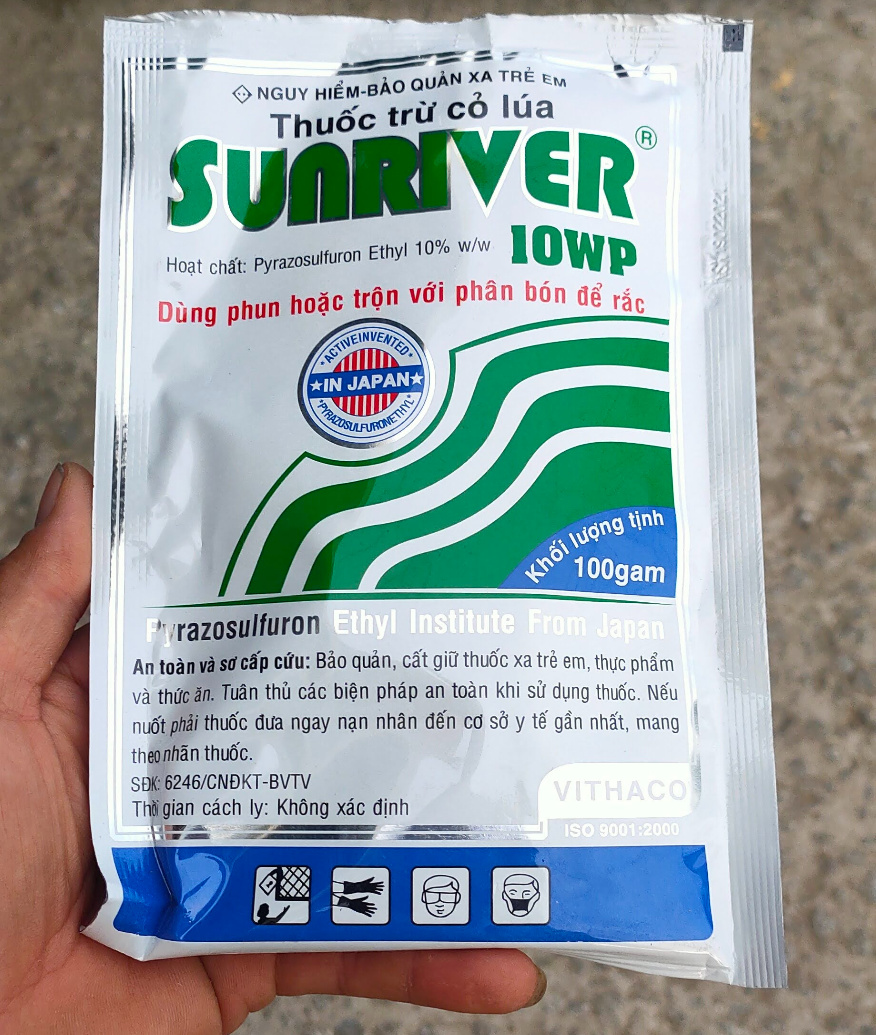 NGUY HIỂM-BẢO QUẢN XA TRẺ EM
Thuốc trừ cỏ lúa
SUNRIVER®
10WP
Hoạt chất: Pyrazosulfuron Ethyl 10% w/w
Dùng phun hoặc trộn với phân bón để rắc
ACTIVEINVENTED
★IN JAPAN★
PYRAZOSULFURONETHYL
Khối lượng tịnh
100gam
Pyrazosulfuron Ethyl Institute From Japan
An toàn và sơ cấp cứu: Bảo quản, cất giữ thuốc xa trẻ em, thực phẩm
và thức ăn. Tuân thủ các biện pháp an toàn khi sử dụng thuốc. Nếu
nuốt phải thuốc đưa ngay nạn nhân đến cơ sở y tế gần nhất, mang
theo nhãn thuốc.
SĐK: 6246/CNĐKT-BVTV
Thời gian cách ly: Không xác định
VITHACO
ISO 9001:2000